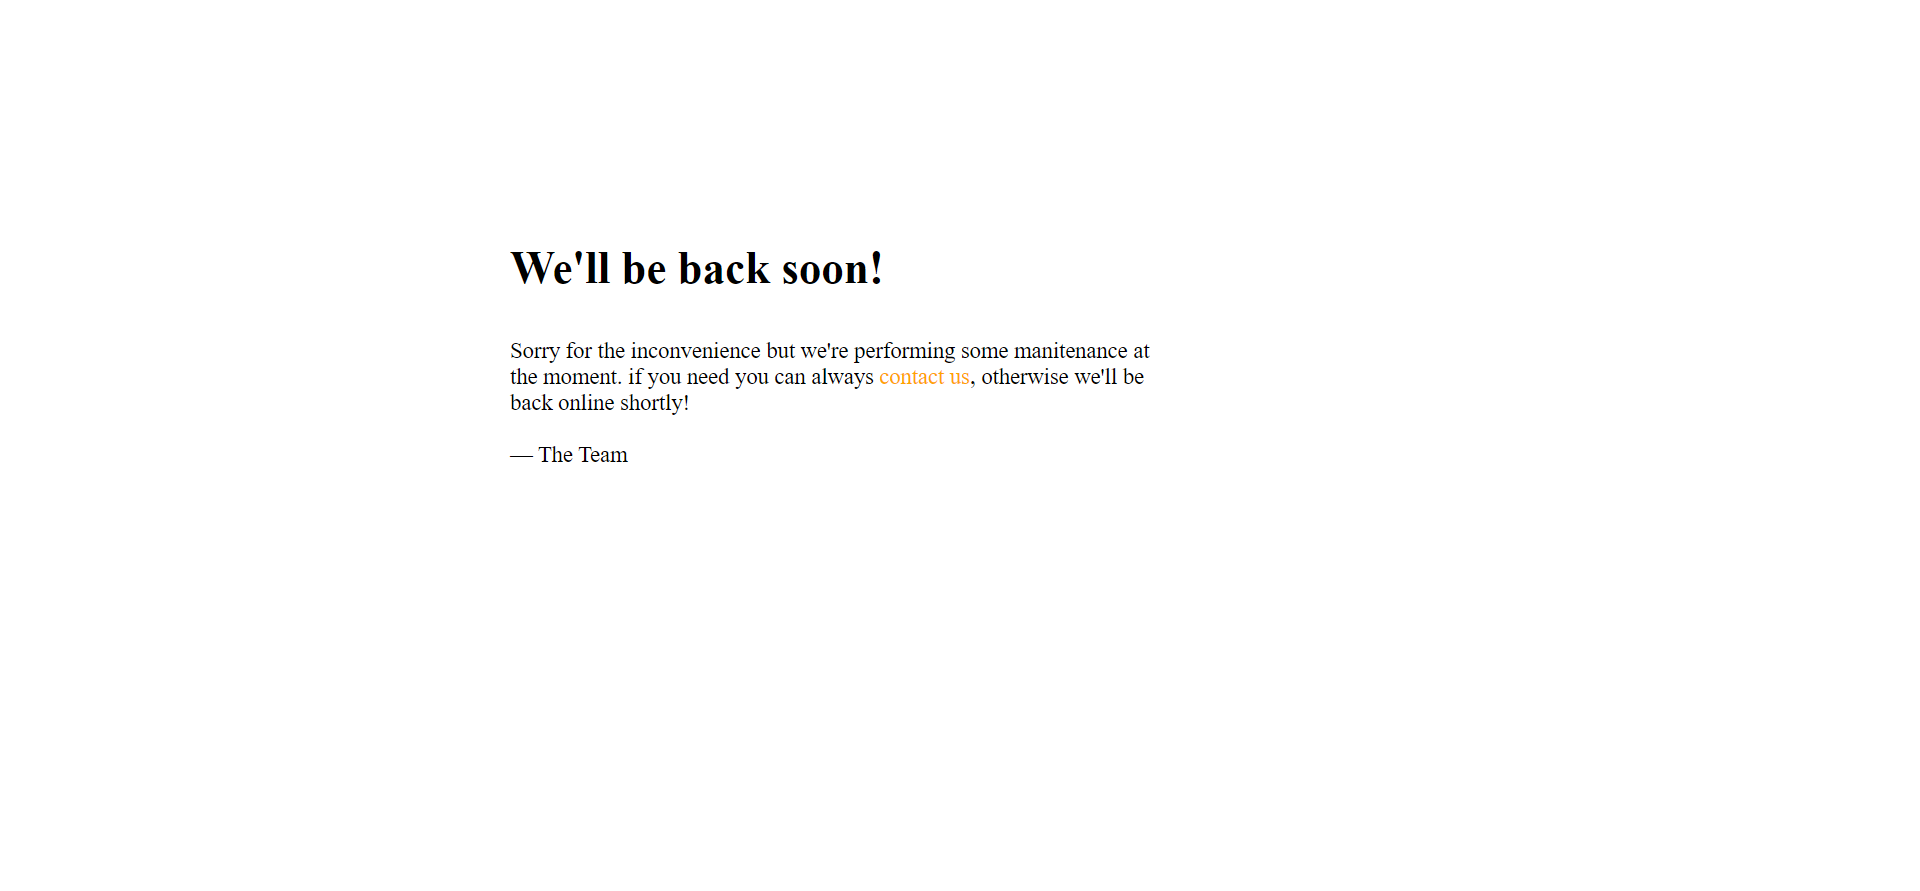 We'll be back soon!
Sorry for the inconvenience but we're performing some manitenance at
the moment. if you need you can always contact us, otherwise we'll be
back online shortly!
— The Team